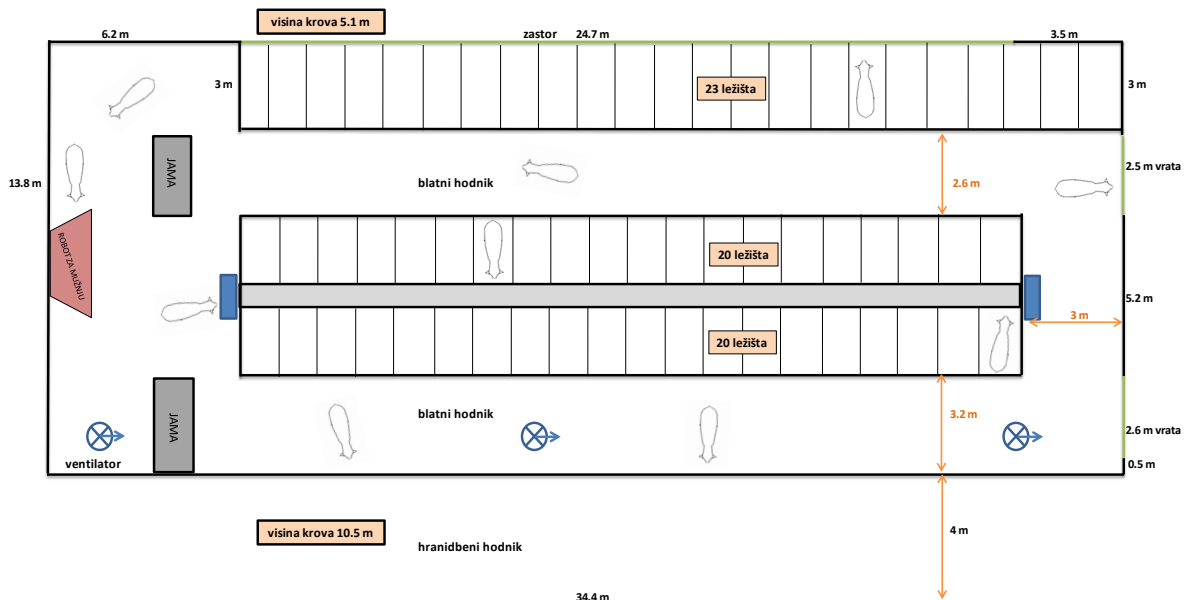 visina krova 5.1 m
6.2 m
zastor
24.7 m
3.5 m
3 m
23 ležišta
3 m
JAMA
13.8 m
blatni hodnik
2.6 m
2.5 m vrata
ROBOT ZA MUŽNJU
20 ležišta
5.2 m
3 m
20 ležišta
blatni hodnik
3.2 m
JAMA
2.6 m vrata
ventilator
0.5 m
visina krova 10.5 m
4 m
hranidbeni hodnik
34.4 m